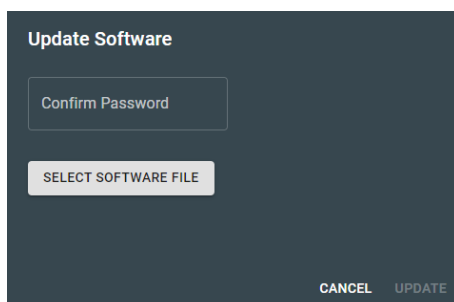 Update Software
Confirm Password
SELECT SOFTWARE FILE
CANCEL UPDATE